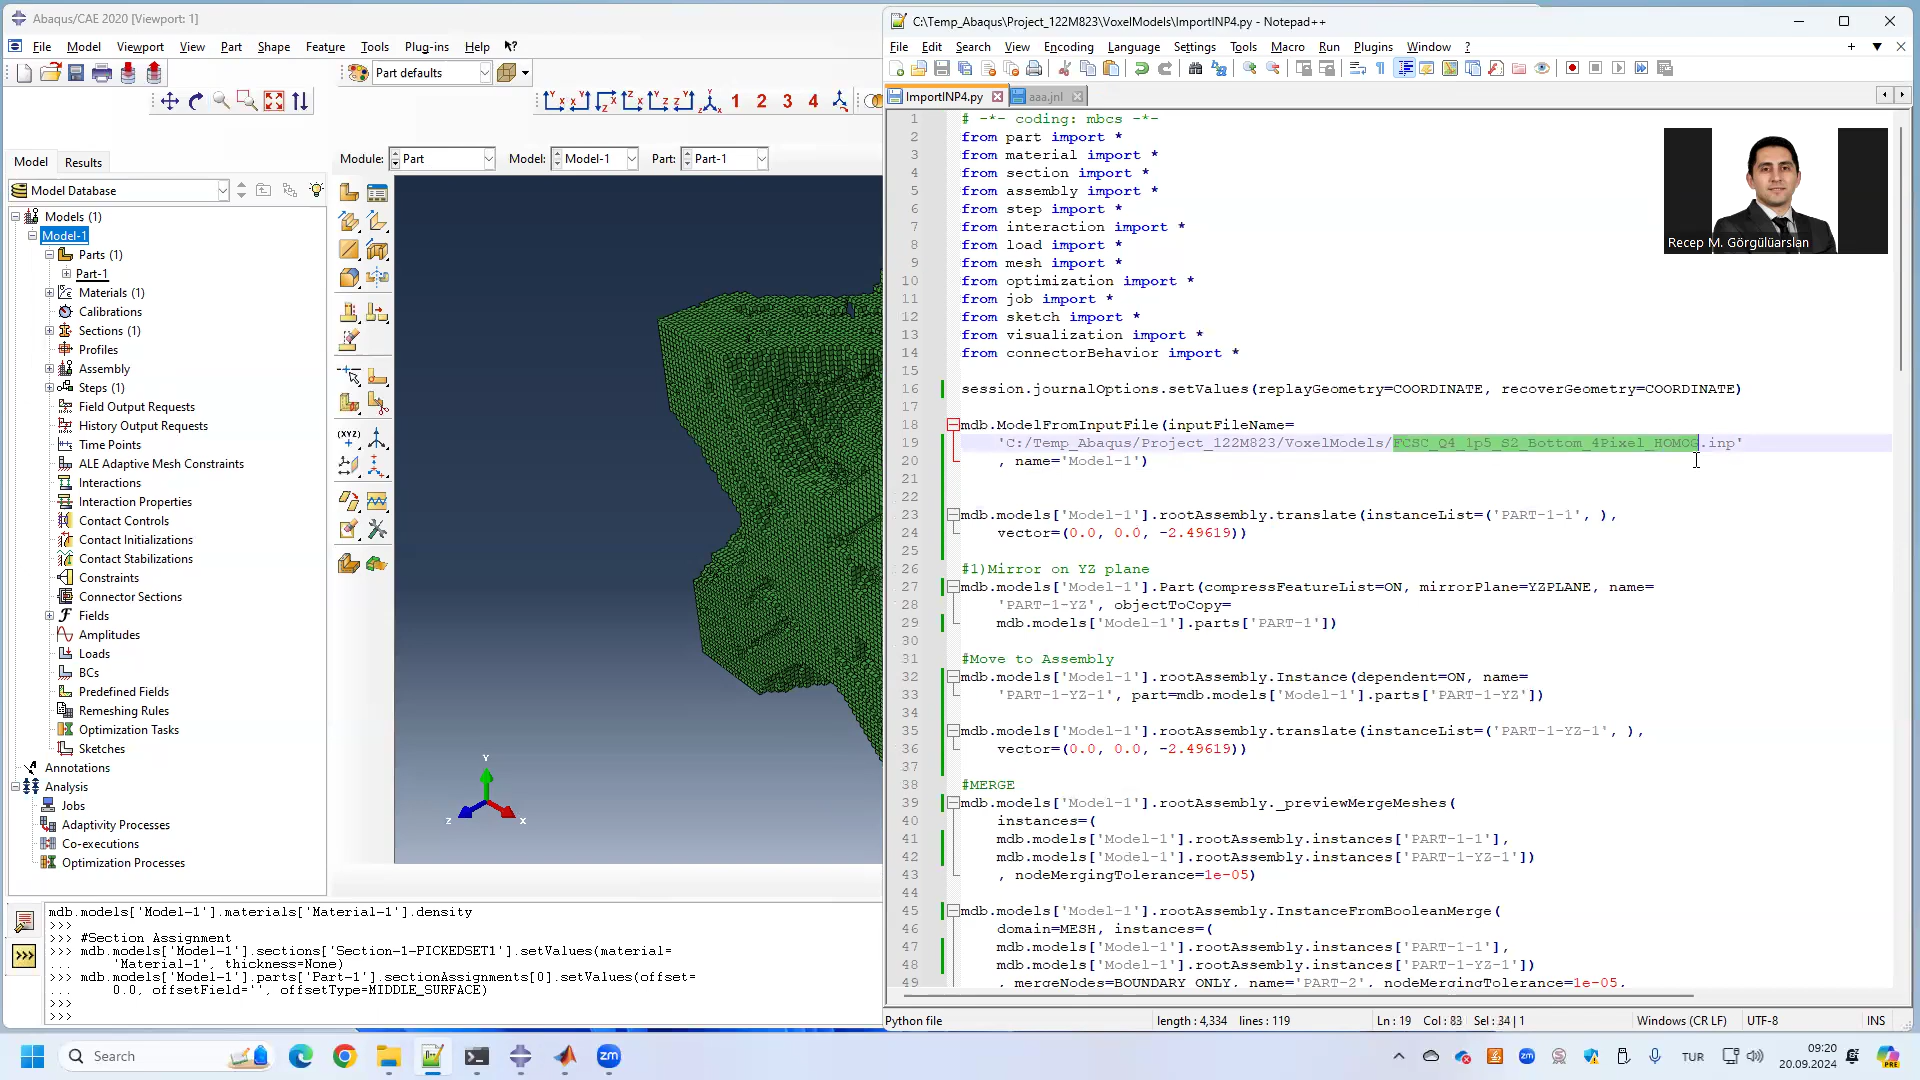 Abaqus/CAE 2020 [Viewport: 1]
File Model Viewport View Part Shape Feature Tools Plug-ins Help
Part defaults
1 2 3 4
Model Results
Module: Part Model: Model-1 Part: Part-1
Model Database
Models (1)
Model-1
Parts (1)
Part-1
Materials (1)
Calibrations
Sections (1)
Profiles
Assembly
Steps (1)
Field Output Requests
History Output Requests
Time Points
ALE Adaptive Mesh Constraints
Interactions
Interaction Properties
Contact Controls
Contact Initializations
Contact Stabilizations
Constraints
Connector Sections
Fields
Amplitudes
Loads
BCs
Predefined Fields
Remeshing Rules
Optimization Tasks
Sketches
Annotations
Analysis
Jobs
Adaptivity Processes
Co-executions
Optimization Processes
Y
Z X
mdb.models['Model-1'].materials['Material-1'].density
>>>
>>> #Section Assignment
>>> mdb.models['Model-1'].sections['Section-1-PICKEDSET1'].setValues(material=
... 'Material-1', thickness=None)
>>> mdb.models['Model-1'].parts['Part-1'].sectionAssignments[0].setValues(offset=
... 0.0, offsetField='', offsetType=MIDDLE_SURFACE)
>>>
>>>
C:\Temp_Abaqus\Project_122M823\VoxelModels\ImportINP4.py - Notepad++
File Edit Search View Encoding Language Settings Tools Macro Run Plugins Window ?
ImportINP4.py aaa.jnl
1 # -*- coding: mbcs -*-
2 from part import *
3 from material import *
4 from section import *
5 from assembly import *
6 from step import *
7 from interaction import *
8 from load import *
9 from mesh import *
10 from optimization import *
11 from job import *
12 from sketch import *
13 from visualization import *
14 from connectorBehavior import *
15
16 session.journalOptions.setValues(replayGeometry=COORDINATE, recoverGeometry=COORDINATE)
17
18 mdb.ModelFromInputFile(inputFileName=
19 'C:/Temp_Abaqus/Project_122M823/VoxelModels/FCSC_Q4_1p5_S2_Bottom_4Pixel_HOMCG.inp'
20 , name='Model-1')
21
22
23 mdb.models['Model-1'].rootAssembly.translate(instanceList=('PART-1-1', ),
24 vector=(0.0, 0.0, -2.49619))
25
26 #1)Mirror on YZ plane
27 mdb.models['Model-1'].Part(compressFeatureList=ON, mirrorPlane=YZPLANE, name=
28 'PART-1-YZ', objectToCopy=
29 mdb.models['Model-1'].parts['PART-1'])
30
31 #Move to Assembly
32 mdb.models['Model-1'].rootAssembly.Instance(dependent=ON, name=
33 'PART-1-YZ-1', part=mdb.models['Model-1'].parts['PART-1-YZ'])
34
35 mdb.models['Model-1'].rootAssembly.translate(instanceList=('PART-1-YZ-1', ),
36 vector=(0.0, 0.0, -2.49619))
37
38 #MERGE
39 mdb.models['Model-1'].rootAssembly._previewMergeMeshes(
40 instances=(
41 mdb.models['Model-1'].rootAssembly.instances['PART-1-1'],
42 mdb.models['Model-1'].rootAssembly.instances['PART-1-YZ-1'])
43 , nodeMergingTolerance=1e-05)
44
45 mdb.models['Model-1'].rootAssembly.InstanceFromBooleanMerge(
46 domain=MESH, instances=(
47 mdb.models['Model-1'].rootAssembly.instances['PART-1-1'],
48 mdb.models['Model-1'].rootAssembly.instances['PART-1-YZ-1'])
49 , mergeNodes=BOUNDARY_ONLY, name='PART-2', nodeMergingTolerance=1e-05,
Recep M. Görgülüarslan
Python file length : 4,334 lines : 119 Ln : 19 Col : 83 Sel : 34 | 1 Windows (CR LF) UTF-8 INS
Search
zm
zm
TUR
09:20
20.09.2024
PRE